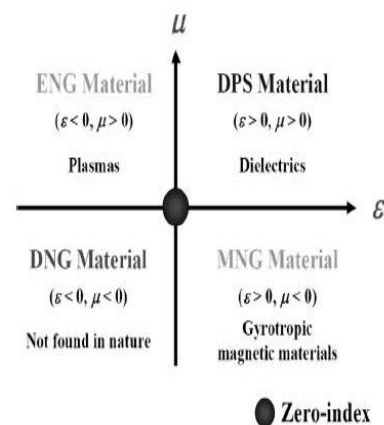 μ
ENG Material
(ε<0, μ>0)
Plasmas
DPS Material
(ε>0, μ>0)
Dielectrics
ε
DNG Material
(ε<0, μ<0)
Not found in nature
MNG Material
(ε>0, μ<0)
Gyrotropic
magnetic materials
Zero-index